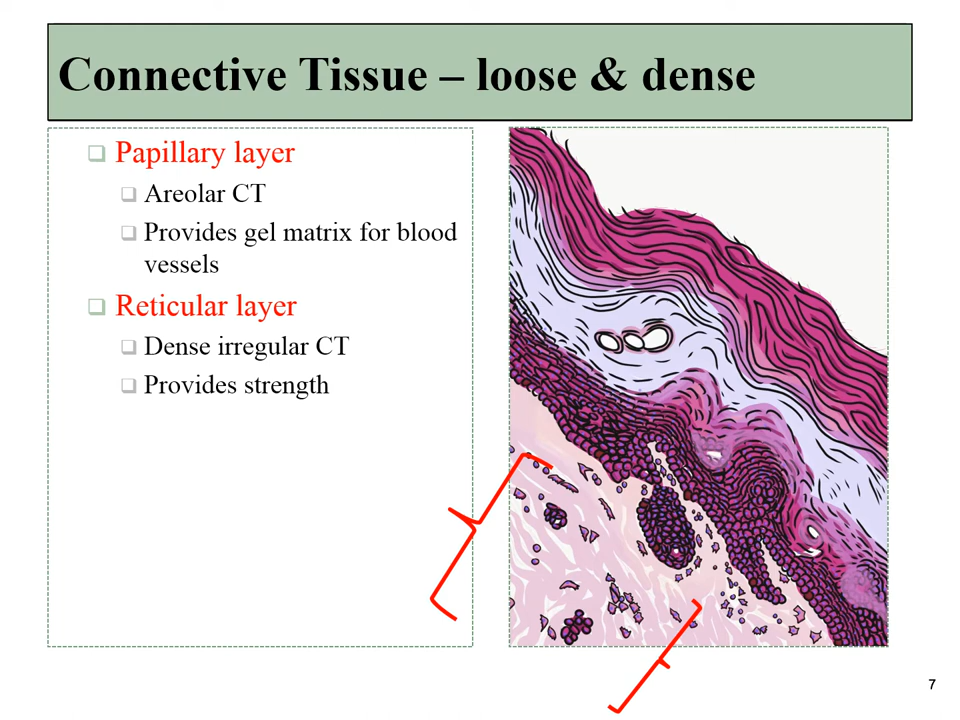 Connective Tissue – loose & dense
Papillary layer
Areolar CT
Provides gel matrix for blood
vessels
Reticular layer
Dense irregular CT
Provides strength
7